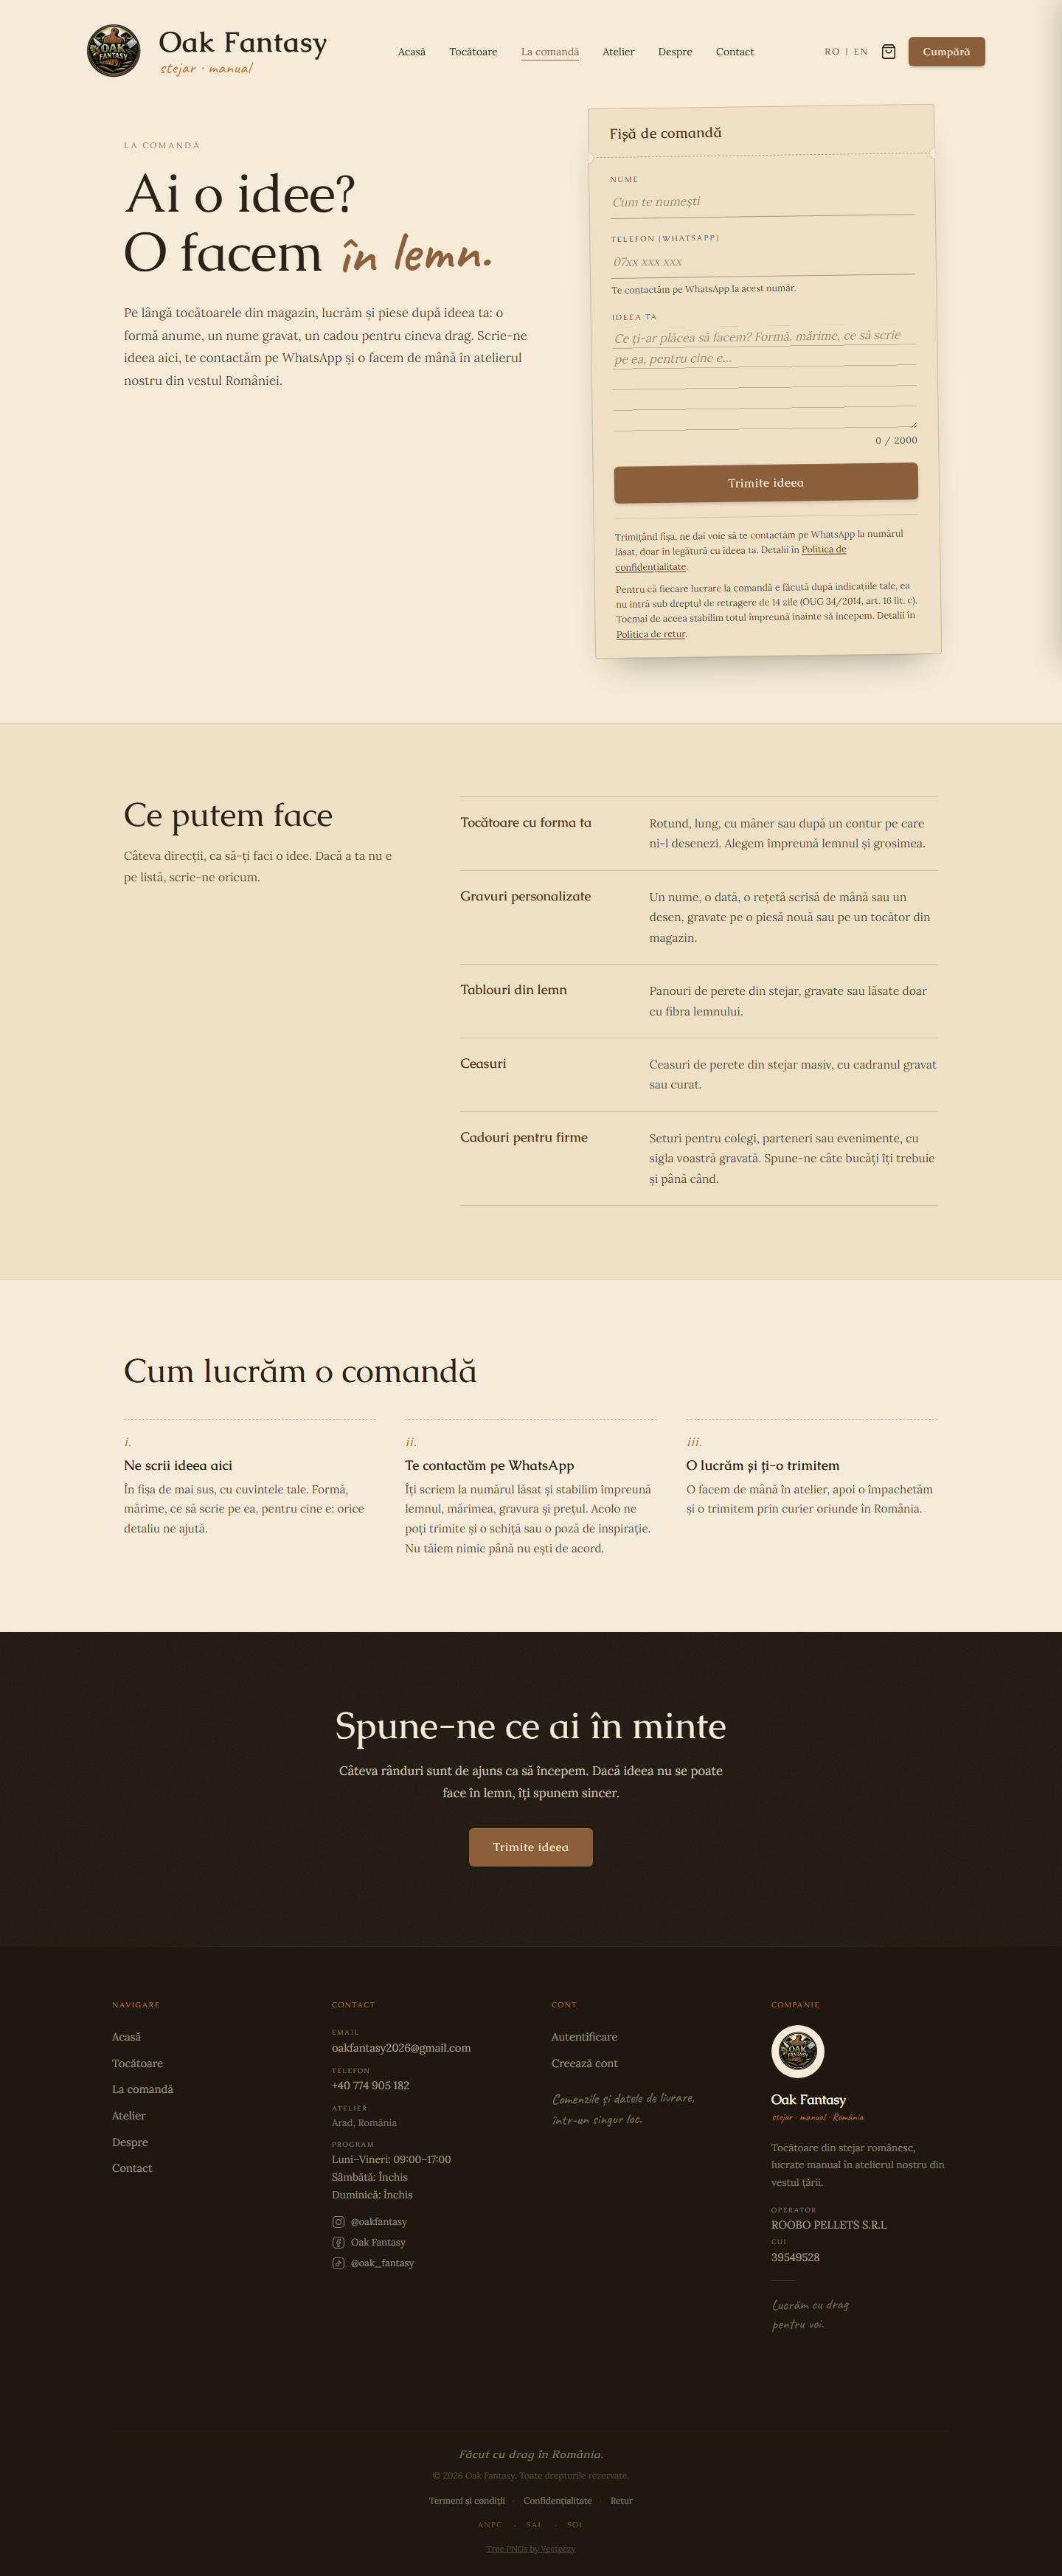 OAK FANTASY
Oak Fantasy
stejar · manual
Acasă Tocătoare La comandă Atelier Despre Contact
RO | EN
Cumpără
LA COMANDĂ
Ai o idee?
O facem în lemn.
Pe lângă tocătoarele din magazin, lucrăm și piese după ideea ta: o
formă anume, un nume gravat, un cadou pentru cineva drag. Scrie-ne
ideea aici, te contactăm pe WhatsApp și o facem de mână în atelierul
nostru din vestul României.
Fișă de comandă
NUME
Cum te numești
TELEFON (WHATSAPP)
07xx xxx xxx
Te contactăm pe WhatsApp la acest număr.
IDEEA TA
Ce ți-ar plăcea să facem? Formă, mărime, ce să scrie
pe ea, pentru cine e...
0 / 2000
Trimite ideea
Trimițând fișa, ne dai voie să te contactăm pe WhatsApp la numărul
lăsat, doar în legătură cu ideea ta. Detalii în Politica de
confidențialitate.
Pentru că fiecare lucrare la comandă e făcută după indicațiile tale, ea
nu intră sub dreptul de retragere de 14 zile (OUG 34/2014, art. 16 lit. c).
Tocmai de aceea stabilim totul împreună înainte să începem. Detalii în
Politica de retur.
Ce putem face
Câteva direcții, ca să-ți faci o idee. Dacă a ta nu e
pe listă, scrie-ne oricum.
Tocătoare cu forma ta
Rotund, lung, cu mâner sau după un contur pe care
ni-l desenezi. Alegem împreună lemnul și grosimea.
Gravuri personalizate
Un nume, o dată, o rețetă scrisă de mână sau un
desen, gravate pe o piesă nouă sau pe un tocător din
magazin.
Tablouri din lemn
Panouri de perete din stejar, gravate sau lăsate doar
cu fibra lemnului.
Ceasuri
Ceasuri de perete din stejar masiv, cu cadranul gravat
sau curat.
Cadouri pentru firme
Seturi pentru colegi, parteneri sau evenimente, cu
sigla voastră gravată. Spune-ne câte bucăți îți trebuie
și până când.
Cum lucrăm o comandă
i.
Ne scrii ideea aici
În fișa de mai sus, cu cuvintele tale. Formă,
mărime, ce să scrie pe ea, pentru cine e: orice
detaliu ne ajută.
ii.
Te contactăm pe WhatsApp
Îți scriem la numărul lăsat și stabilim împreună
lemnul, mărimea, gravura și prețul. Acolo ne
poți trimite și o schiță sau o poză de inspirație.
Nu tăiem nimic până nu ești de acord.
iii.
O lucrăm și ți-o trimitem
O facem de mână în atelier, apoi o împachetăm
și o trimitem prin curier oriunde în România.
Spune-ne ce ai în minte
Câteva rânduri sunt de ajuns ca să începem. Dacă ideea nu se poate
face în lemn, îți spunem sincer.
Trimite ideea
NAVIGARE
Acasă
Tocătoare
La comandă
Atelier
Despre
Contact
CONTACT
EMAIL
oakfantasy2026@gmail.com
TELEFON
+40 774 905 182
ATELIER
Arad, România
PROGRAM
Luni–Vineri: 09:00–17:00
Sâmbătă: Închis
Duminică: Închis
@oakfantasy
Oak Fantasy
@oak_fantasy
CONT
Autentificare
Creează cont
Comenzile și datele de livrare,
într-un singur loc.
COMPANIE
OAK FANTASY
Oak Fantasy
stejar · manual · România
Tocătoare din stejar românesc,
lucrate manual în atelierul nostru din
vestul țării.
OPERATOR
ROOBO PELLETS S.R.L
CUI
39549528
Lucrăm cu drag
pentru voi.
Făcut cu drag în România.
© 2026 Oak Fantasy. Toate drepturile rezervate.
Termeni și condiții · Confidențialitate · Retur
ANPC · SAL · SOL
Tree PNGs by Vecteezy